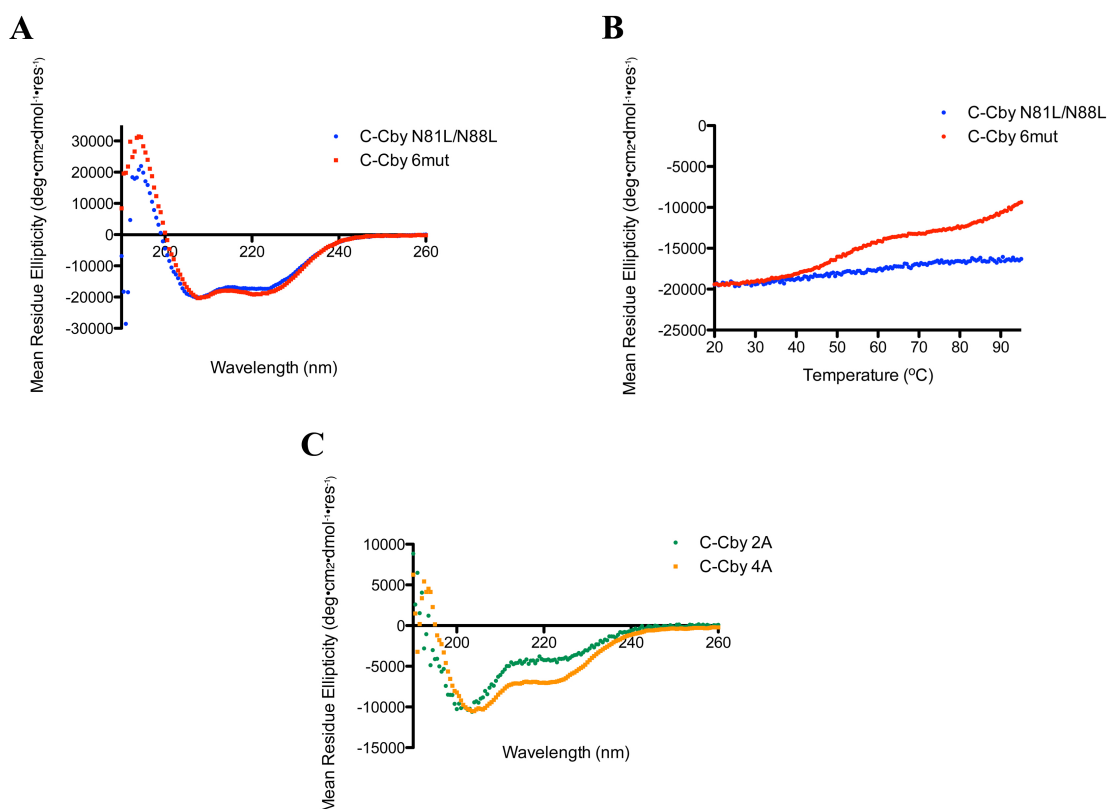 A
Mean Residue Ellipticity (deg•cm2•dmol-1•res-1)
30000
20000
10000
0
-10000
-20000
-30000
200
220
240
260
Wavelength (nm)
C-Cby N81L/N88L
C-Cby 6mut
B
Mean Residue Ellipticity (deg•cm2•dmol-1•res-1)
0
-5000
-10000
-15000
-20000
-25000
20 30 40 50 60 70 80 90
Temperature (ºC)
C-Cby N81L/N88L
C-Cby 6mut
C
Mean Residue Ellipticity (deg•cm2•dmol-1•res-1)
10000
5000
0
-5000
-10000
-15000
200
220
240
260
Wavelength (nm)
C-Cby 2A
C-Cby 4A